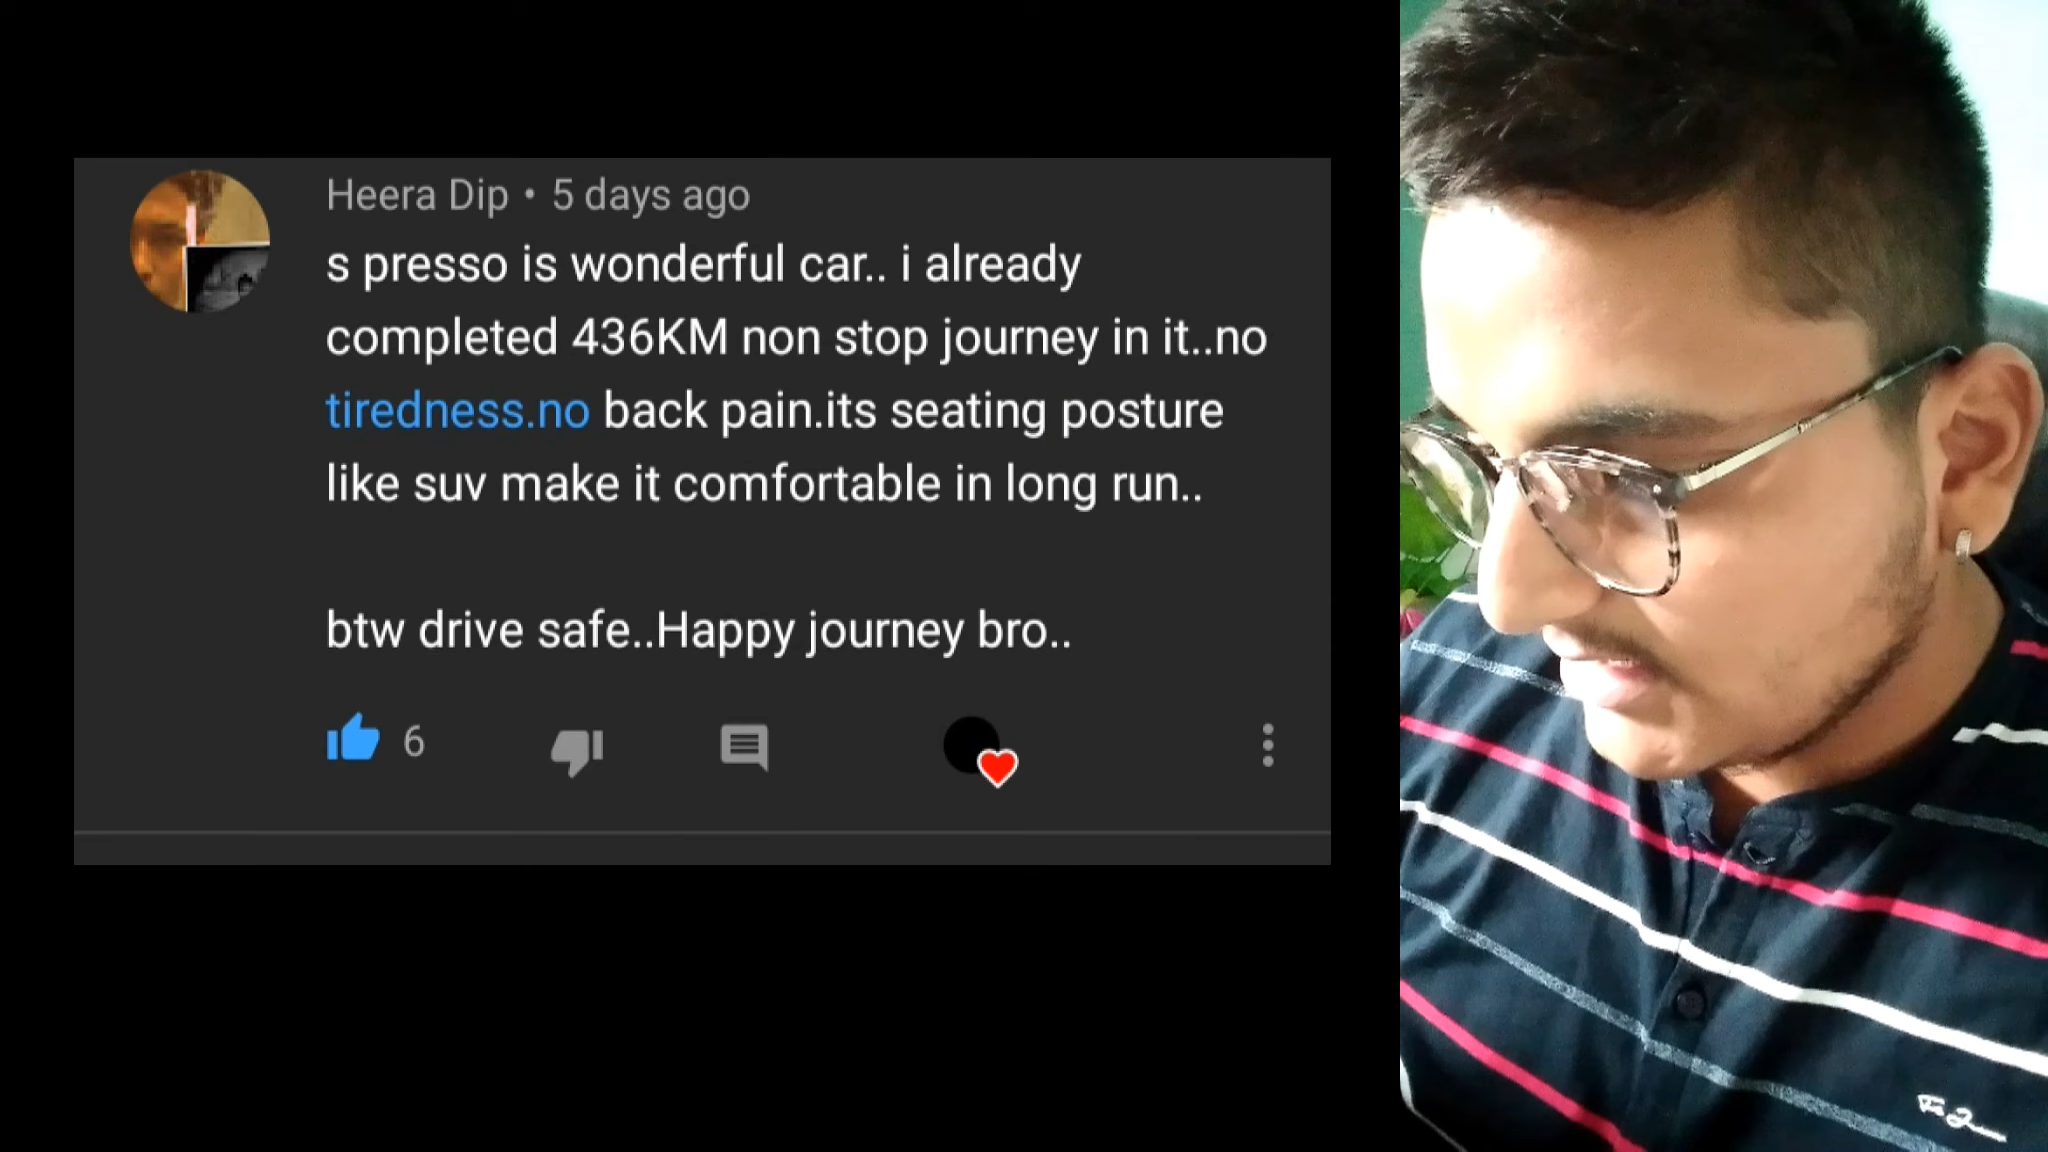 Heera Dip • 5 days ago
s presso is wonderful car.. i already
completed 436KM non stop journey in it..no
tiredness.no back pain.its seating posture
like suv make it comfortable in long run..
btw drive safe..Happy journey bro..
6